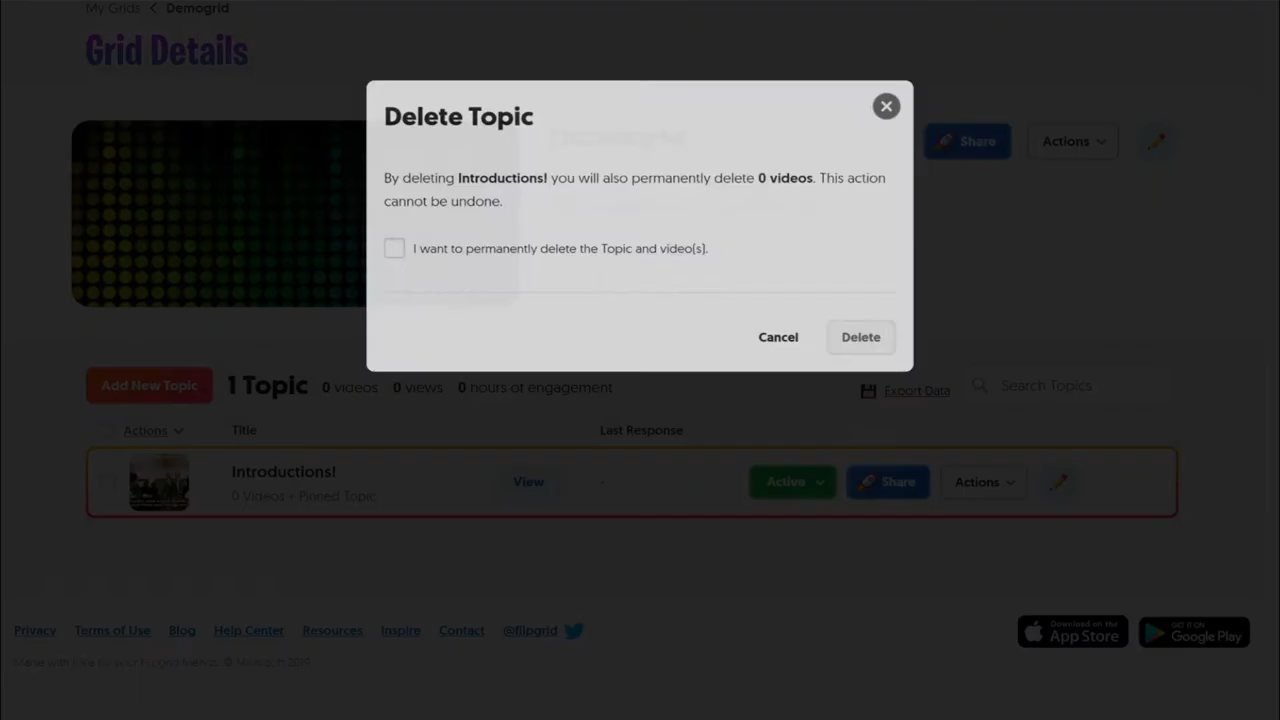 My Grids < Demogrid
Grid Details
Delete Topic
Share
Actions
By deleting Introductions! you will also permanently delete 0 videos. This action
cannot be undone.
I want to permanently delete the Topic and video[s].
Cancel
Delete
Add New Topic
1 Topic
0 videos 0 views 0 hours of engagement
Export Data
Search Topics
Actions
Title
Last Response
Introductions!
0 Videos • Pinned Topic
View
-
Active
Share
Actions
Privacy Terms of Use Blog Help Center Resources Inspire Contact @flipgrid
Download on the
App Store
GET IT ON
Google Play